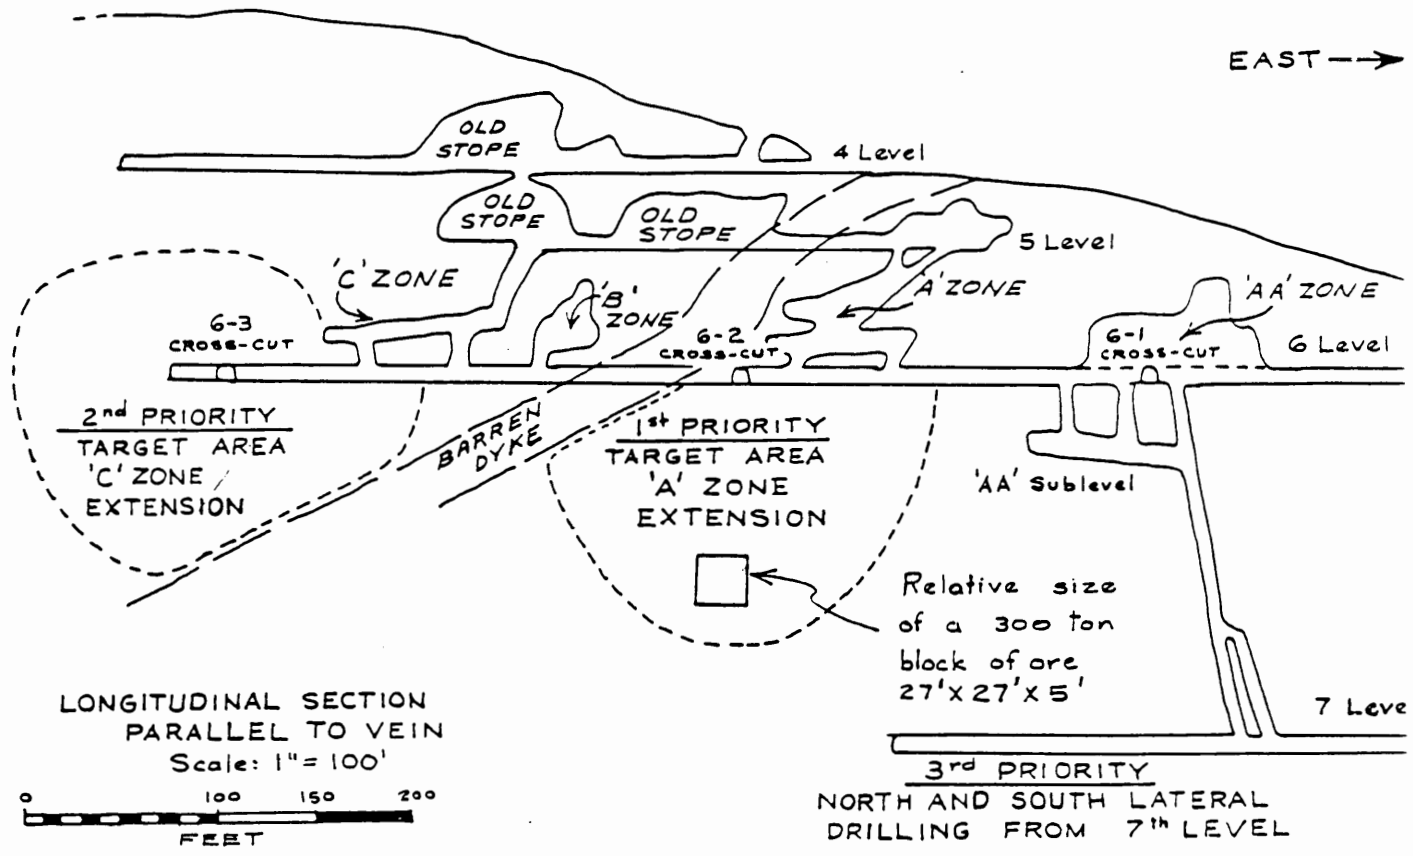 EAST
OLD
STOPE
4 Level
OLD
STOPE
OLD
STOPE
5 Level
'C' ZONE
'B'
ZONE
'A' ZONE
'AA' ZONE
6-3
CROSS-CUT
6-2
CROSS-CUT
6-1
CROSS-CUT
6 Level
2nd PRIORITY
TARGET AREA
'C' ZONE
EXTENSION
BARREN
DYKE
1st PRIORITY
TARGET AREA
'A' ZONE
EXTENSION
'AA' Sublevel
Relative size
of a 300 ton
block of ore
27'x27'x5'
LONGITUDINAL SECTION
PARALLEL TO VEIN
Scale: 1"=100'
0 100 150 200
FEET
7 Leve
3rd PRIORITY
NORTH AND SOUTH LATERAL
DRILLING FROM 7th LEVEL